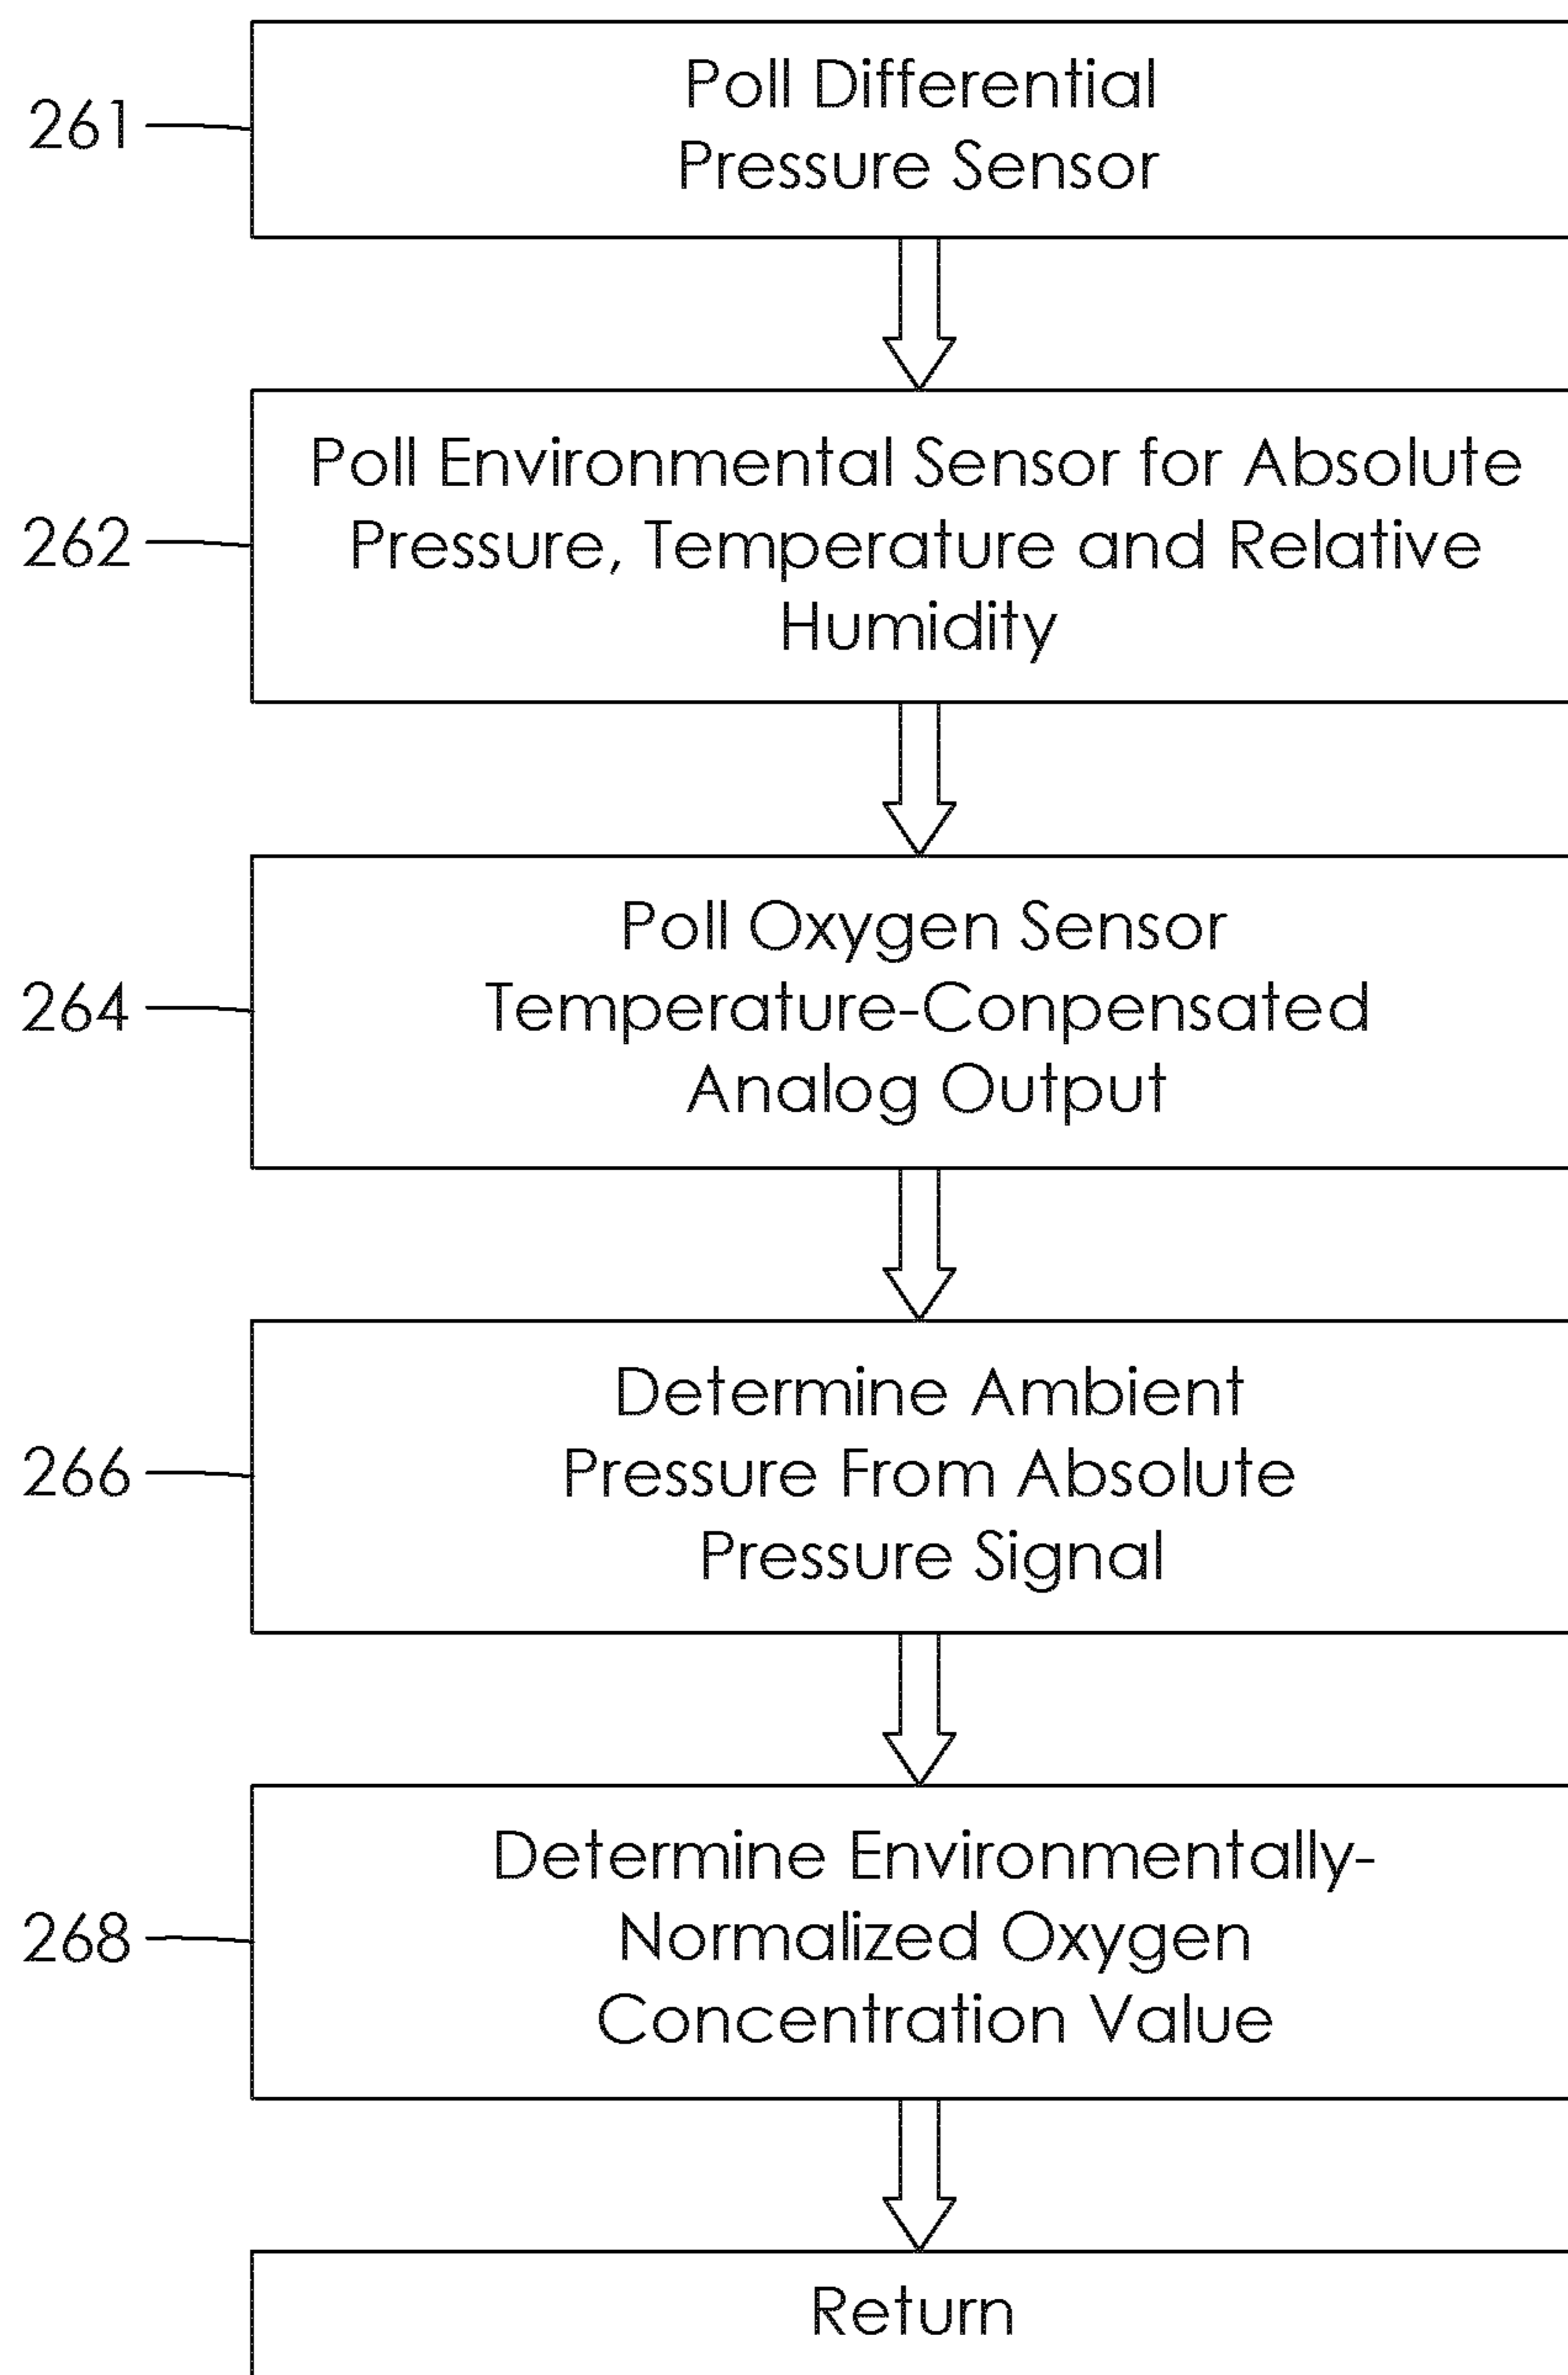 261
Poll Differential
Pressure Sensor
262
Poll Environmental Sensor for Absolute
Pressure, Temperature and Relative
Humidity
264
Poll Oxygen Sensor
Temperature-Conpensated
Analog Output
266
Determine Ambient
Pressure From Absolute
Pressure Signal
268
Determine Environmentally-
Normalized Oxygen
Concentration Value
Return